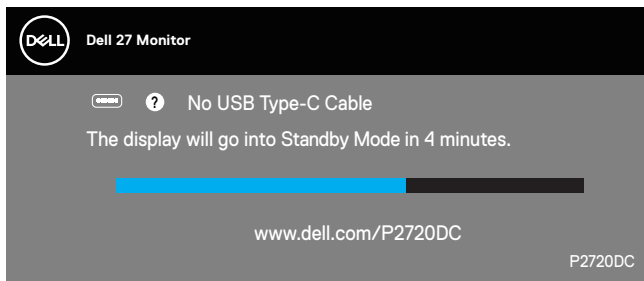 DELL
Dell 27 Monitor
? No USB Type-C Cable
The display will go into Standby Mode in 4 minutes.
www.dell.com/P2720DC
P2720DC